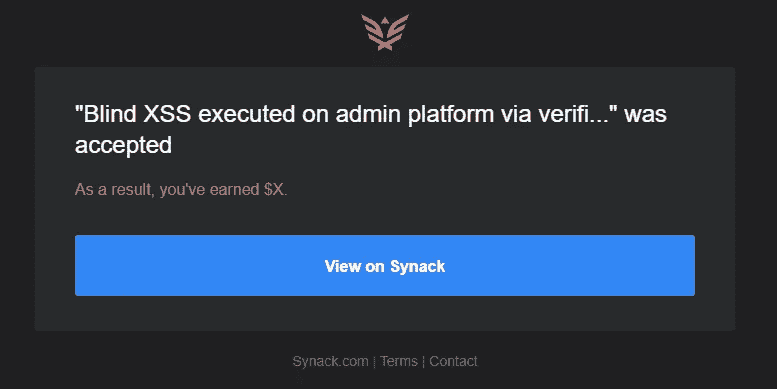 "Blind XSS executed on admin platform via verifi..." was
accepted
As a result, you've earned $X.
View on Synack
Synack.com | Terms | Contact